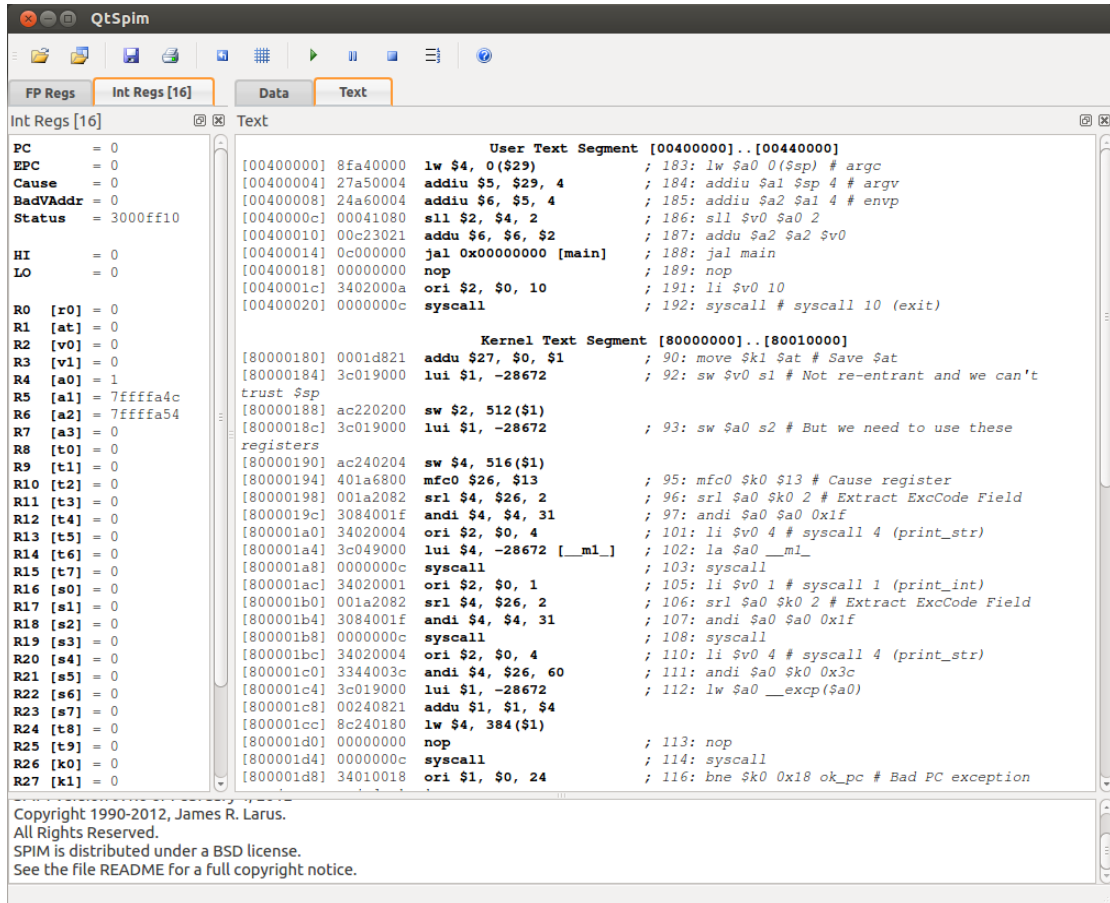 QtSpim
FP Regs Int Regs [16] Data Text
Int Regs [16]
PC = 0
EPC = 0
Cause = 0
BadVAddr = 0
Status = 3000ff10
HI = 0
LO = 0
R0 [r0] = 0
R1 [at] = 0
R2 [v0] = 0
R3 [v1] = 0
R4 [a0] = 1
R5 [a1] = 7ffffa4c
R6 [a2] = 7ffffa54
R7 [a3] = 0
R8 [t0] = 0
R9 [t1] = 0
R10 [t2] = 0
R11 [t3] = 0
R12 [t4] = 0
R13 [t5] = 0
R14 [t6] = 0
R15 [t7] = 0
R16 [s0] = 0
R17 [s1] = 0
R18 [s2] = 0
R19 [s3] = 0
R20 [s4] = 0
R21 [s5] = 0
R22 [s6] = 0
R23 [s7] = 0
R24 [t8] = 0
R25 [t9] = 0
R26 [k0] = 0
R27 [k1] = 0
Text
User Text Segment [00400000]..[00440000]
[00400000] 8fa40000 lw $4, 0($29) ; 183: lw $a0 0($sp) # argc
[00400004] 27a50004 addiu $5, $29, 4 ; 184: addiu $a1 $sp 4 # argv
[00400008] 24a60004 addiu $6, $5, 4 ; 185: addiu $a2 $a1 4 # envp
[0040000c] 00041080 sll $2, $4, 2 ; 186: sll $v0 $a0 2
[00400010] 00c23021 addu $6, $6, $2 ; 187: addu $a2 $a2 $v0
[00400014] 0c000000 jal 0x00000000 [main] ; 188: jal main
[00400018] 00000000 nop ; 189: nop
[0040001c] 3402000a ori $2, $0, 10 ; 191: li $v0 10
[00400020] 0000000c syscall ; 192: syscall # syscall 10 (exit)
Kernel Text Segment [80000000]..[80010000]
[80000180] 0001d821 addu $27, $0, $1 ; 90: move $k1 $at # Save $at
[80000184] 3c019000 lui $1, -28672 ; 92: sw $v0 s1 # Not re-entrant and we can't
trust $sp
[80000188] ac220200 sw $2, 512($1)
[8000018c] 3c019000 lui $1, -28672 ; 93: sw $a0 s2 # But we need to use these
registers
[80000190] ac240204 sw $4, 516($1)
[80000194] 401a6800 mfc0 $26, $13 ; 95: mfc0 $k0 $13 # Cause register
[80000198] 001a2082 srl $4, $26, 2 ; 96: srl $a0 $k0 2 # Extract ExcCode Field
[8000019c] 3084001f andi $4, $4, 31 ; 97: andi $a0 $a0 0x1f
[800001a0] 34020004 ori $2, $0, 4 ; 101: li $v0 4 # syscall 4 (print_str)
[800001a4] 3c049000 lui $4, -28672 [__m1_] ; 102: la $a0 __m1_
[800001a8] 0000000c syscall ; 103: syscall
[800001ac] 34020001 ori $2, $0, 1 ; 105: li $v0 1 # syscall 1 (print_int)
[800001b0] 001a2082 srl $4, $26, 2 ; 106: srl $a0 $k0 2 # Extract ExcCode Field
[800001b4] 3084001f andi $4, $4, 31 ; 107: andi $a0 $a0 0x1f
[800001b8] 0000000c syscall ; 108: syscall
[800001bc] 34020004 ori $2, $0, 4 ; 110: li $v0 4 # syscall 4 (print_str)
[800001c0] 3344003c andi $4, $26, 60 ; 111: andi $a0 $k0 0x3c
[800001c4] 3c019000 lui $1, -28672 ; 112: lw $a0 __excp($a0)
[800001c8] 00240821 addu $1, $1, $4
[800001cc] 8c240180 lw $4, 384($1)
[800001d0] 00000000 nop ; 113: nop
[800001d4] 0000000c syscall ; 114: syscall
[800001d8] 34010018 ori $1, $0, 24 ; 116: bne $k0 0x18 ok_pc # Bad PC exception
Copyright 1990-2012, James R. Larus.
All Rights Reserved.
SPIM is distributed under a BSD license.
See the file README for a full copyright notice.